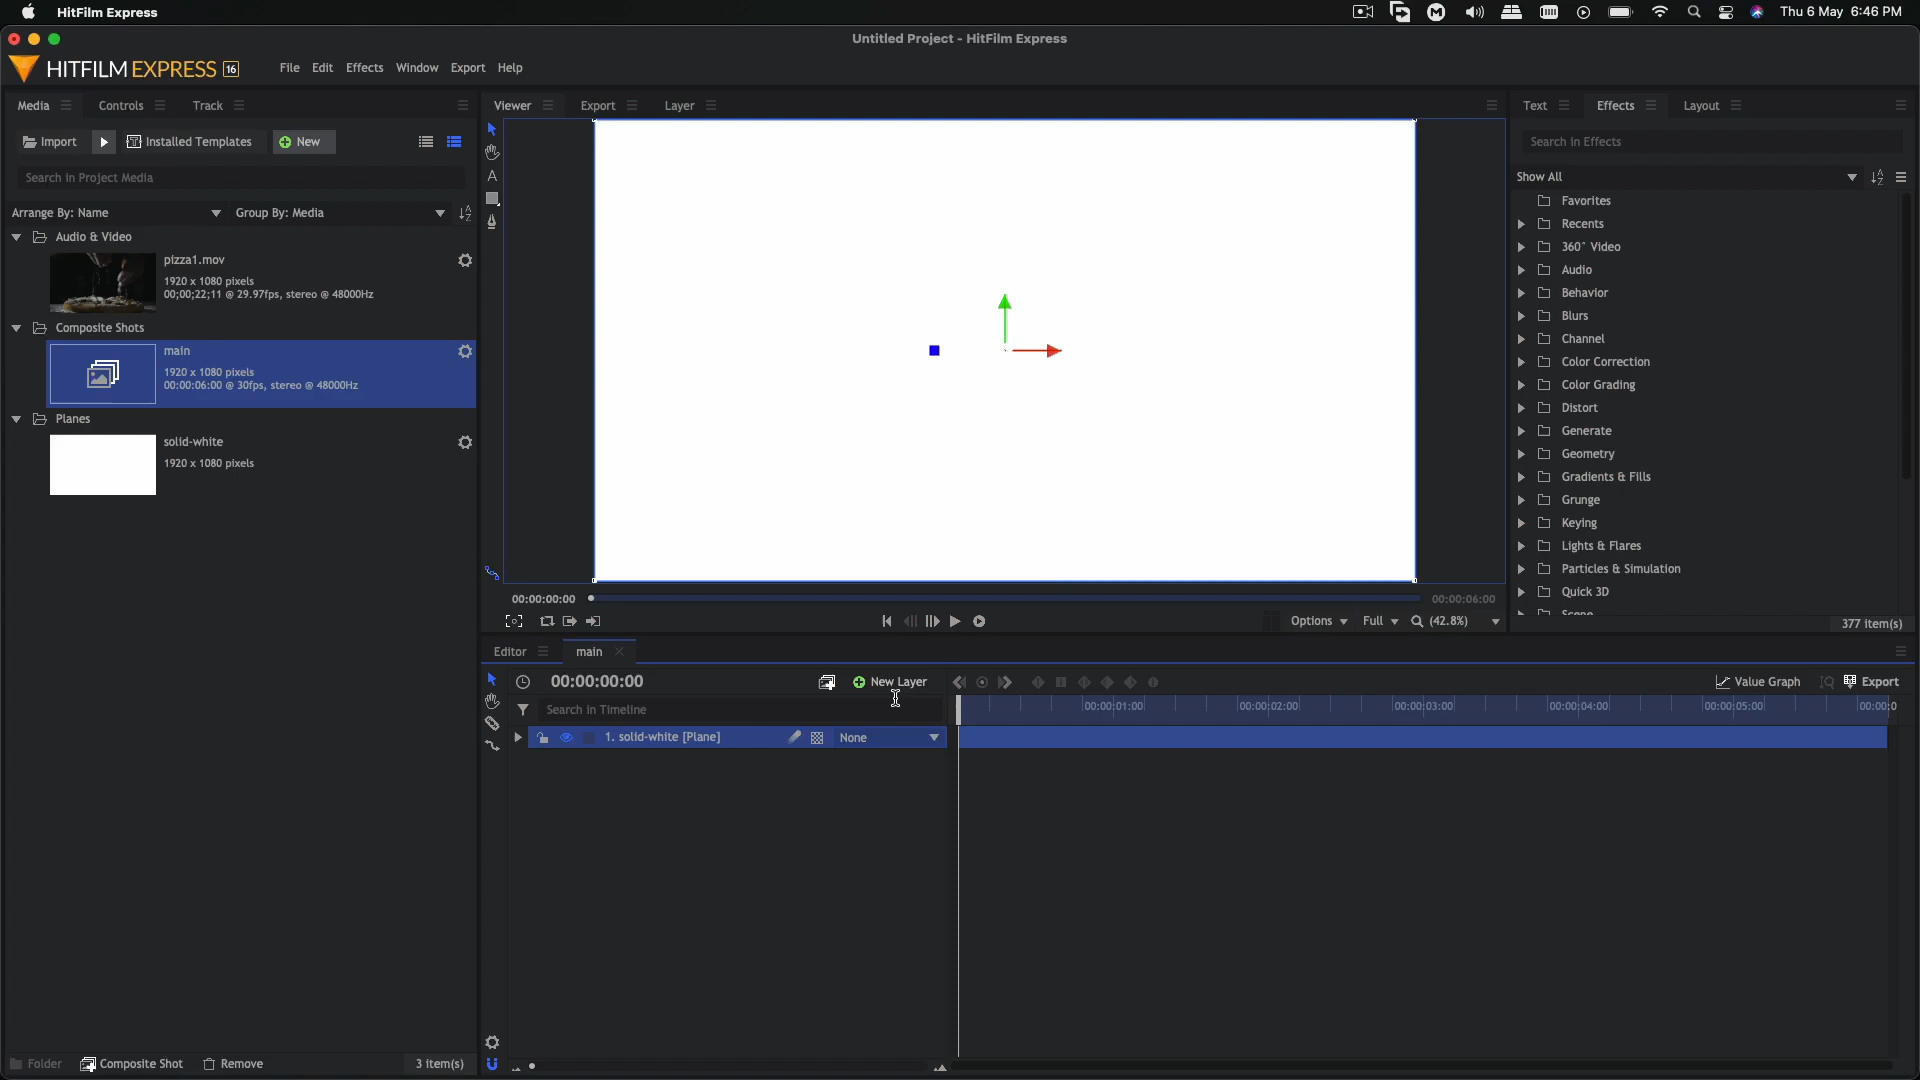 HitFilm Express
Thu 6 May 6:46 PM
Untitled Project - HitFilm Express
HITFILM EXPRESS 16
File Edit Effects Window Export Help
Media Controls Track
Viewer Export Layer
Text Effects Layout
Import Installed Templates New
Search in Project Media
Arrange By: Name Group By: Media
Audio & Video
pizza1.mov
1920 x 1080 pixels
00;00;22;11 @ 29.97fps, stereo @ 48000Hz
Composite Shots
main
1920 x 1080 pixels
00:00:06:00 @ 30fps, stereo @ 48000Hz
Planes
solid-white
1920 x 1080 pixels
Folder Composite Shot Remove 3 item(s)
A
00:00:00:00 00:00:06:00
Options Full (42.8%)
Search in Effects
Show All
Favorites
Recents
360° Video
Audio
Behavior
Blurs
Channel
Color Correction
Color Grading
Distort
Generate
Geometry
Gradients & Fills
Grunge
Keying
Lights & Flares
Particles & Simulation
Quick 3D
Scene
377 item(s)
Editor main
00:00:00:00 New Layer Value Graph Export
Search in Timeline
00:00:01:00 00:00:02:00 00:00:03:00 00:00:04:00 00:00:05:00 00:00:0
1. solid-white [Plane] None